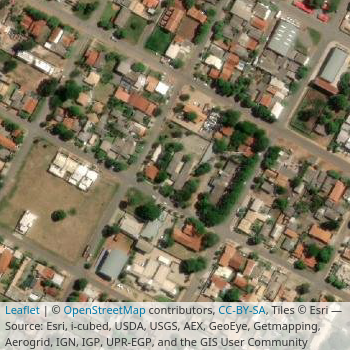 Leaflet | © OpenStreetMap contributors, CC-BY-SA, Tiles © Esri —
Source: Esri, i-cubed, USDA, USGS, AEX, GeoEye, Getmapping,
Aerogrid, IGN, IGP, UPR-EGP, and the GIS User Community